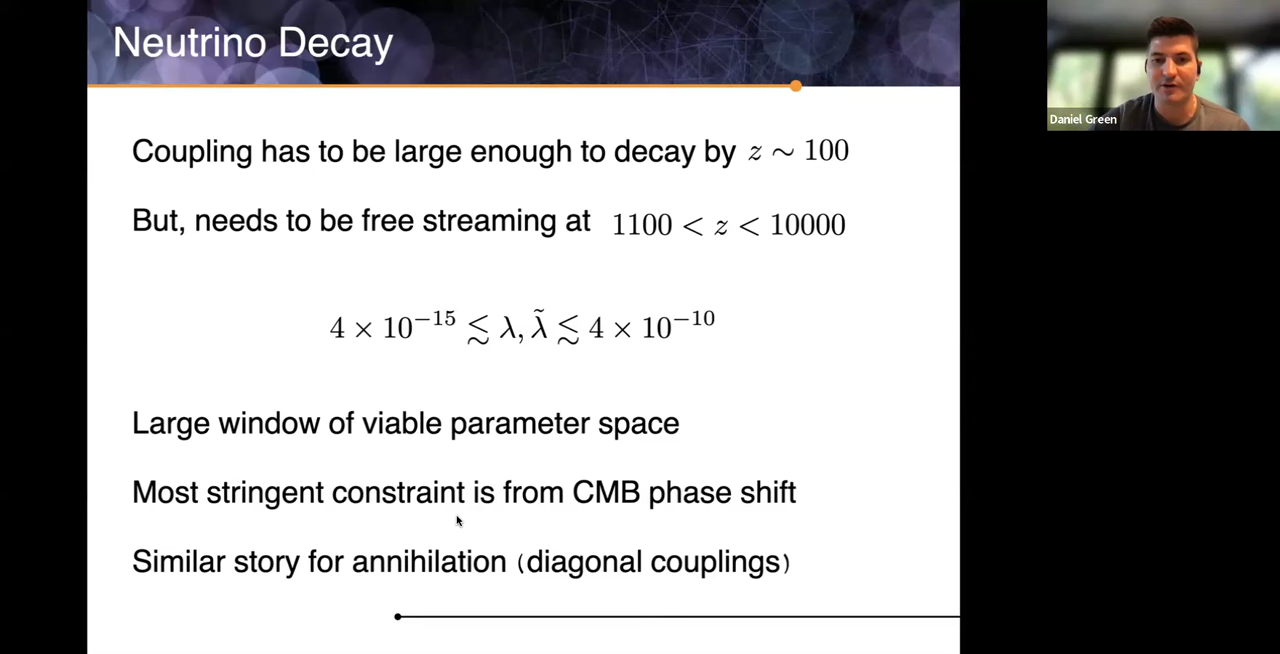 Neutrino Decay
Daniel Green
Coupling has to be large enough to decay by z ∼ 100
But, needs to be free streaming at 1100 < z < 10000
4 × 10⁻¹⁵ ≲ λ, λ̃ ≲ 4 × 10⁻¹⁰
Large window of viable parameter space
Most stringent constraint is from CMB phase shift
Similar story for annihilation (diagonal couplings)